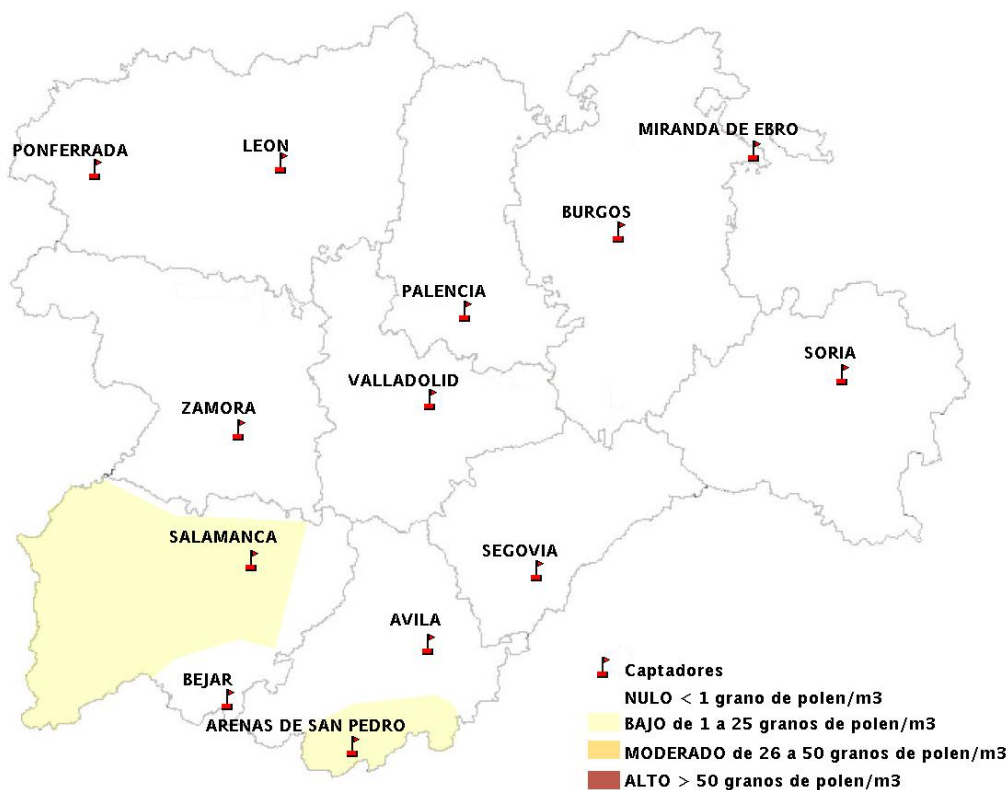 MIRANDA DE EBRO
PONFERRADA
LEON
BURGOS
PALENCIA
SORIA
VALLADOLID
ZAMORA
SALAMANCA
SEGOVIA
AVILA
BEJAR
ARENAS DE SAN PEDRO
Captadores
NULO < 1 grano de polen/m3
BAJO de 1 a 25 granos de polen/m3
MODERADO de 26 a 50 granos de polen/m3
ALTO > 50 granos de polen/m3